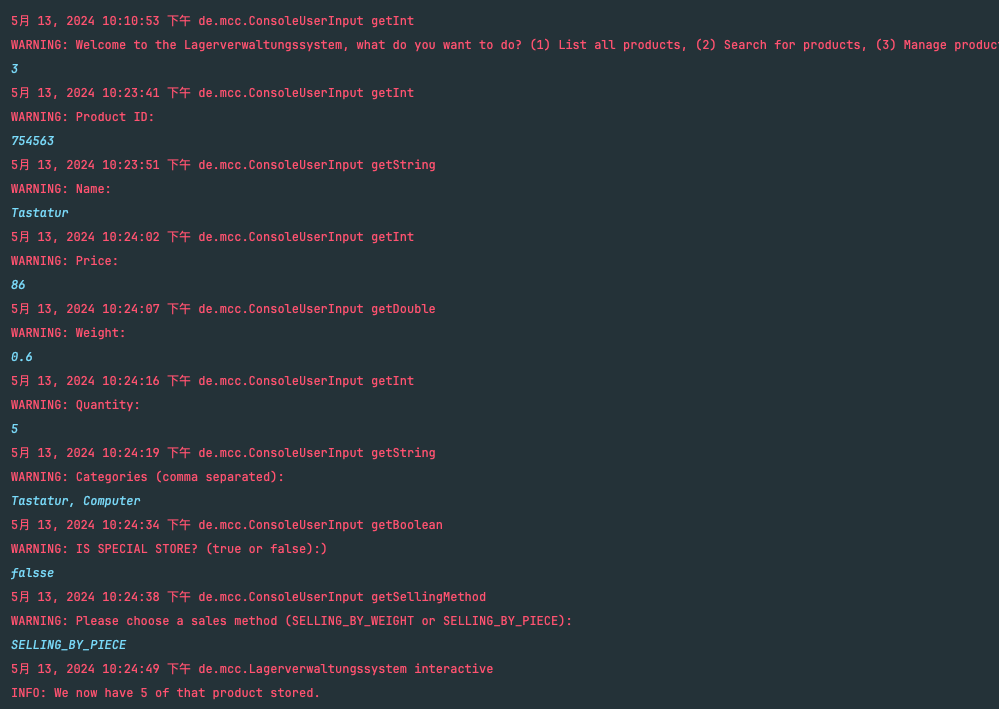 5月 13, 2024 10:10:53 下午 de.mcc.ConsoleUserInput getInt
WARNING: Welcome to the Lagerverwaltungssystem, what do you want to do? (1) List all products, (2) Search for products, (3) Manage produc
3
5月 13, 2024 10:23:41 下午 de.mcc.ConsoleUserInput getInt
WARNING: Product ID:
754563
5月 13, 2024 10:23:51 下午 de.mcc.ConsoleUserInput getString
WARNING: Name:
Tastatur
5月 13, 2024 10:24:02 下午 de.mcc.ConsoleUserInput getInt
WARNING: Price:
86
5月 13, 2024 10:24:07 下午 de.mcc.ConsoleUserInput getDouble
WARNING: Weight:
0.6
5月 13, 2024 10:24:16 下午 de.mcc.ConsoleUserInput getInt
WARNING: Quantity:
5
5月 13, 2024 10:24:19 下午 de.mcc.ConsoleUserInput getString
WARNING: Categories (comma separated):
Tastatur, Computer
5月 13, 2024 10:24:34 下午 de.mcc.ConsoleUserInput getBoolean
WARNING: IS SPECIAL STORE? (true or false):)
falsse
5月 13, 2024 10:24:38 下午 de.mcc.ConsoleUserInput getSellingMethod
WARNING: Please choose a sales method (SELLING_BY_WEIGHT or SELLING_BY_PIECE):
SELLING_BY_PIECE
5月 13, 2024 10:24:49 下午 de.mcc.Lagerverwaltungssystem interactive
INFO: We now have 5 of that product stored.